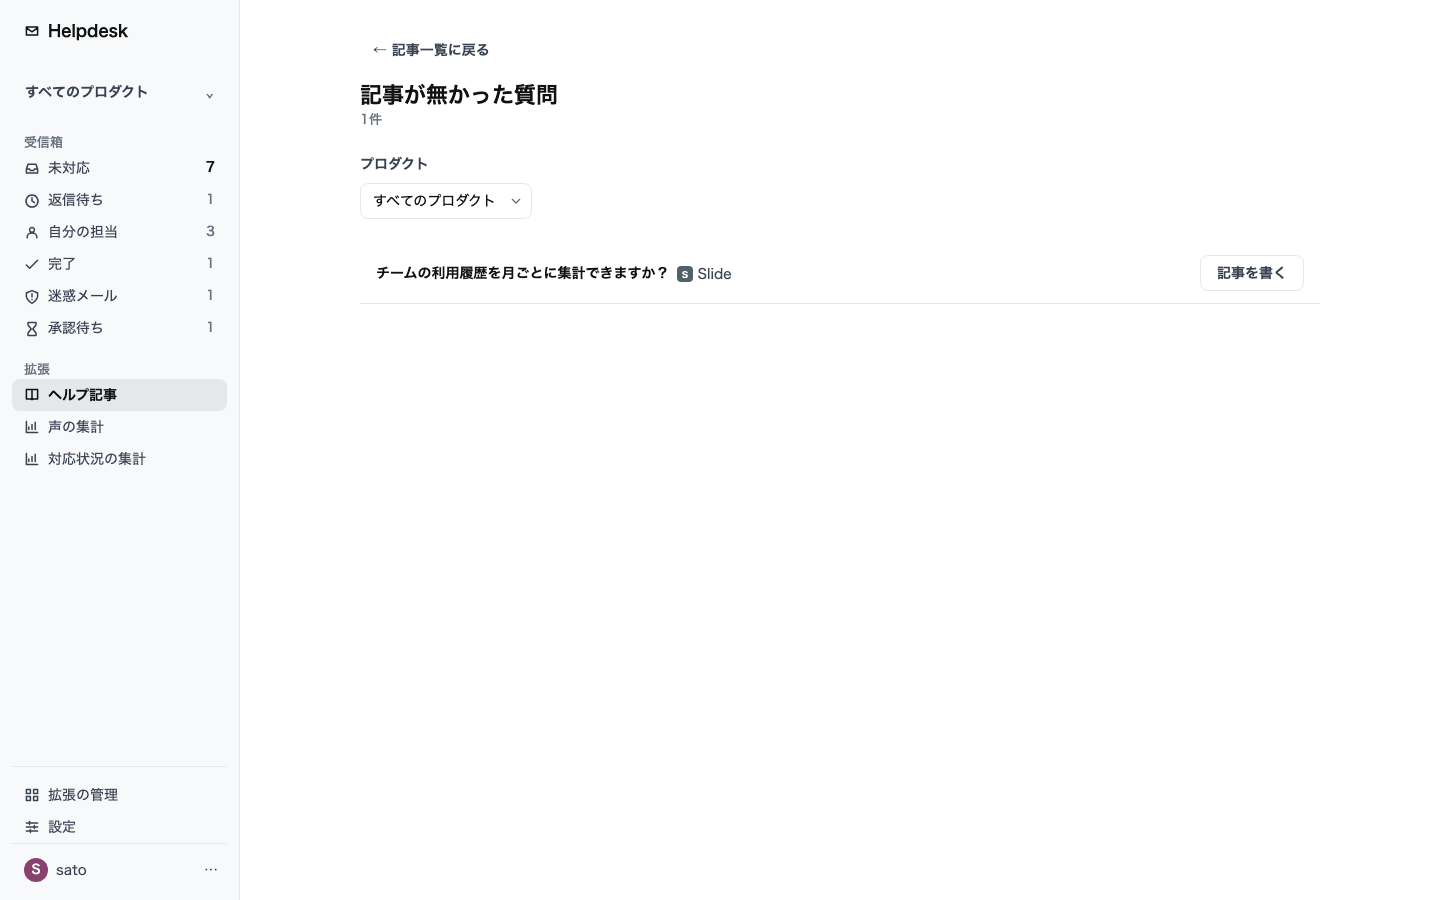 Helpdesk
すべてのプロダクト
受信箱
未対応 7
返信待ち 1
自分の担当 3
完了 1
迷惑メール 1
承認待ち 1
拡張
ヘルプ記事
声の集計
対応状況の集計
拡張の管理
設定
S sato ...
← 記事一覧に戻る
記事が無かった質問
1件
プロダクト
すべてのプロダクト
チームの利用履歴を月ごとに集計できますか？ S Slide
記事を書く